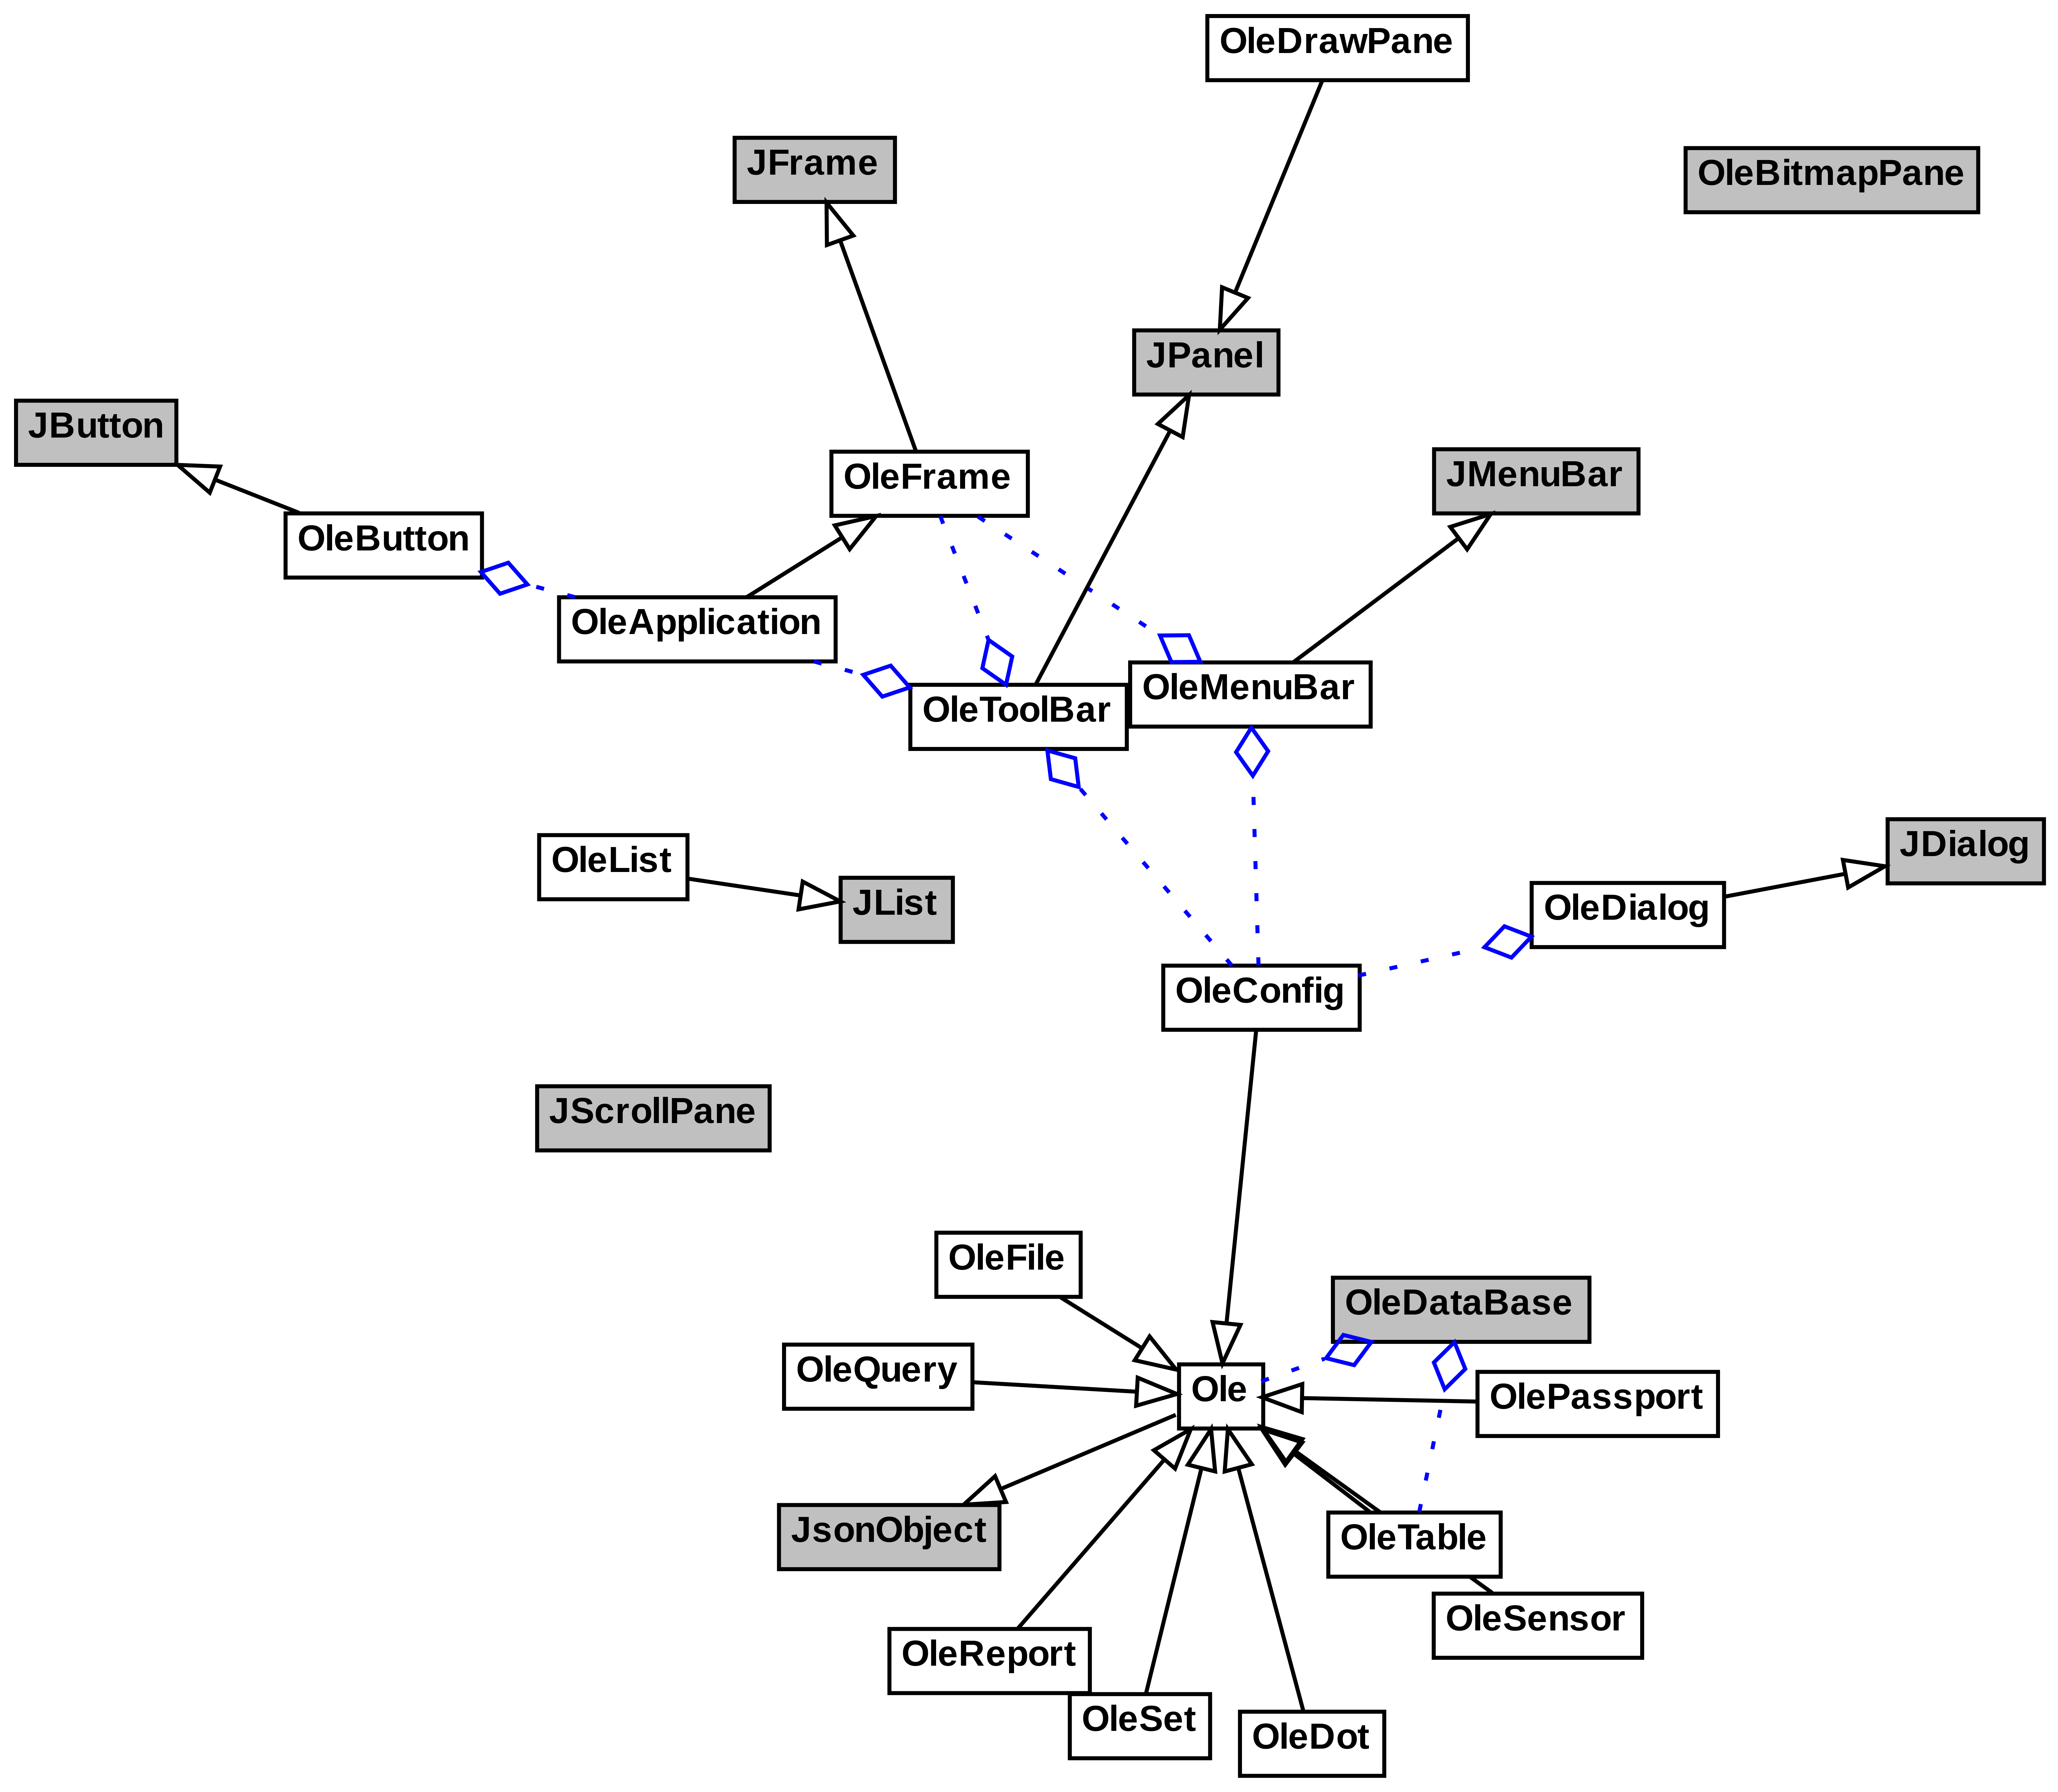 OleDrawPane
JFrame
OleBitmapPane
JPanel
JButton
OleFrame
JMenuBar
OleButton
OleApplication
OleToolBar
OleMenuBar
OleList
JList
JDialog
OleDialog
OleConfig
JScrollPane
OleFile
OleDataBase
OleQuery
Ole
OlePassport
JsonObject
OleTable
OleSensor
OleReport
OleSet
OleDot